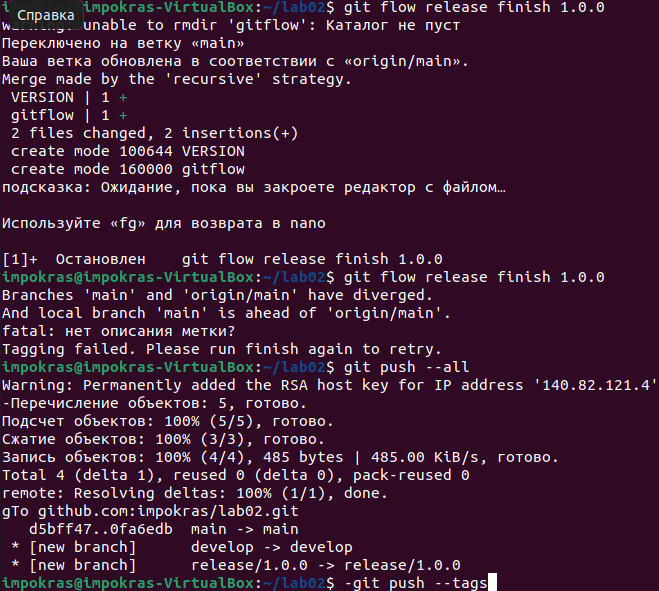 impokras@impokras-VirtualBox:~/lab02$ git flow release finish 1.0.0
Справка
unable to rmdir 'gitflow': Каталог не пуст
Переключено на ветку «main»
Ваша ветка обновлена в соответствии с «origin/main».
Merge made by the 'recursive' strategy.
 VERSION | 1 +
 gitflow | 1 +
 2 files changed, 2 insertions(+)
 create mode 100644 VERSION
 create mode 160000 gitflow
подсказка: Ожидание, пока вы закроете редактор с файлом…
Используйте «fg» для возврата в nano
[1]+  Остановлен    git flow release finish 1.0.0
impokras@impokras-VirtualBox:~/lab02$ git flow release finish 1.0.0
Branches 'main' and 'origin/main' have diverged.
And local branch 'main' is ahead of 'origin/main'.
fatal: нет описания метки?
Tagging failed. Please run finish again to retry.
impokras@impokras-VirtualBox:~/lab02$ git push --all
Warning: Permanently added the RSA host key for IP address '140.82.121.4'
-Перечисление объектов: 5, готово.
Подсчет объектов: 100% (5/5), готово.
Сжатие объектов: 100% (3/3), готово.
Запись объектов: 100% (4/4), 485 bytes | 485.00 KiB/s, готово.
Total 4 (delta 1), reused 0 (delta 0), pack-reused 0
remote: Resolving deltas: 100% (1/1), done.
gTo github.com:impokras/lab02.git
   d5bff47..0fa6edb  main -> main
 * [new branch]      develop -> develop
 * [new branch]      release/1.0.0 -> release/1.0.0
impokras@impokras-VirtualBox:~/lab02$ -git push --tags